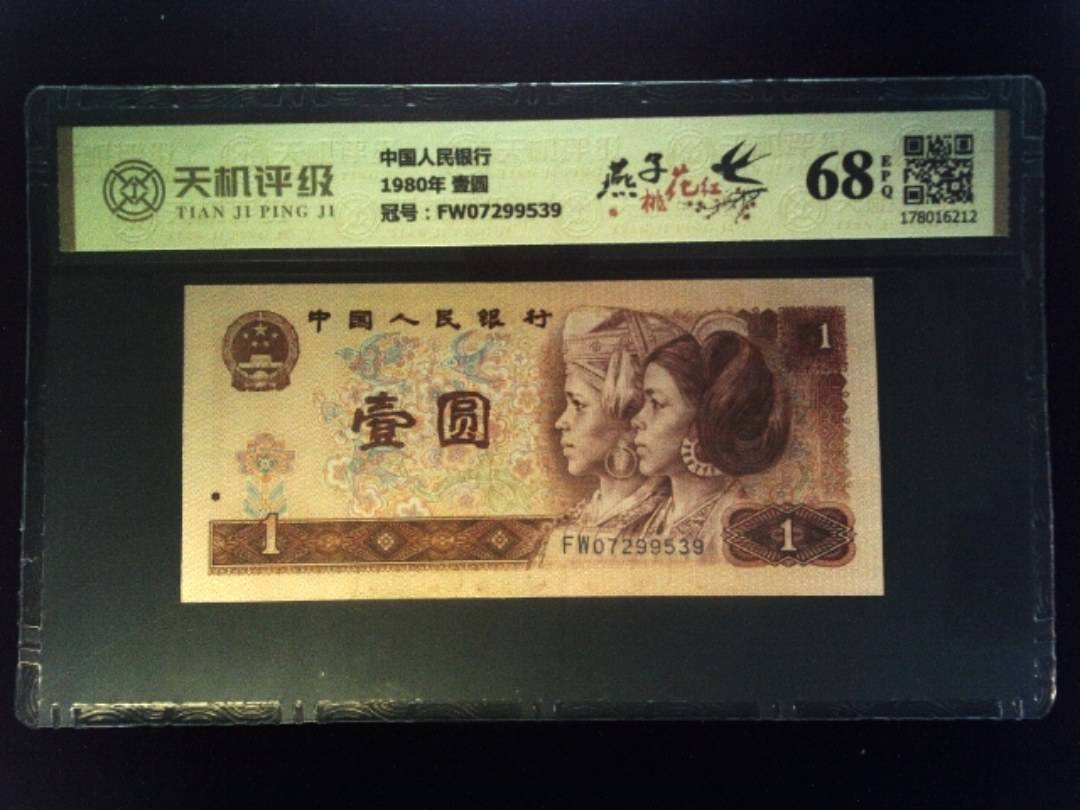 天机评级
TIAN JI PING JI
中国人民银行
1980年 壹圆
冠号：FW07299539
燕子
桃花红
68
EPQ
178016212
中国人民银行
1
壹圆
1
FW07299539
1